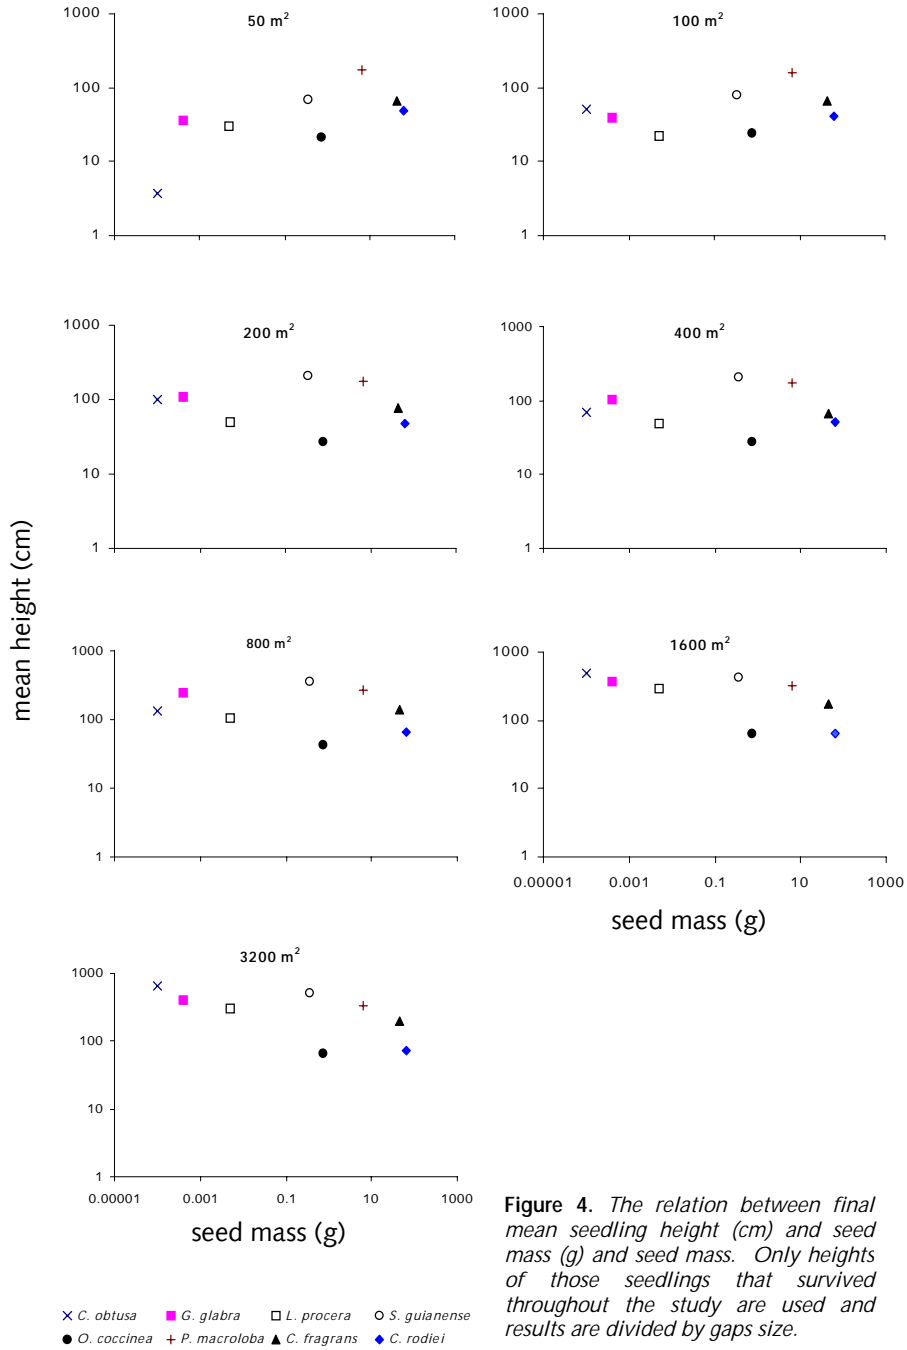 50 m²
1000
100
10
1
100 m²
1000
100
10
1
200 m²
1000
100
10
1
400 m²
1000
100
10
1
mean height (cm)
800 m²
1000
100
10
1
1600 m²
1000
100
10
1
0.00001 0.001 0.1 10 1000
seed mass (g)
3200 m²
1000
100
10
1
0.00001 0.001 0.1 10 1000
seed mass (g)
Figure 4. The relation between final
mean seedling height (cm) and seed
mass (g) and seed mass. Only heights
of those seedlings that survived
throughout the study are used and
results are divided by gaps size.
C. obtusa G. glabra L. procera S. guianense
O. coccinea P. macroloba C. fragrans C. rodiei